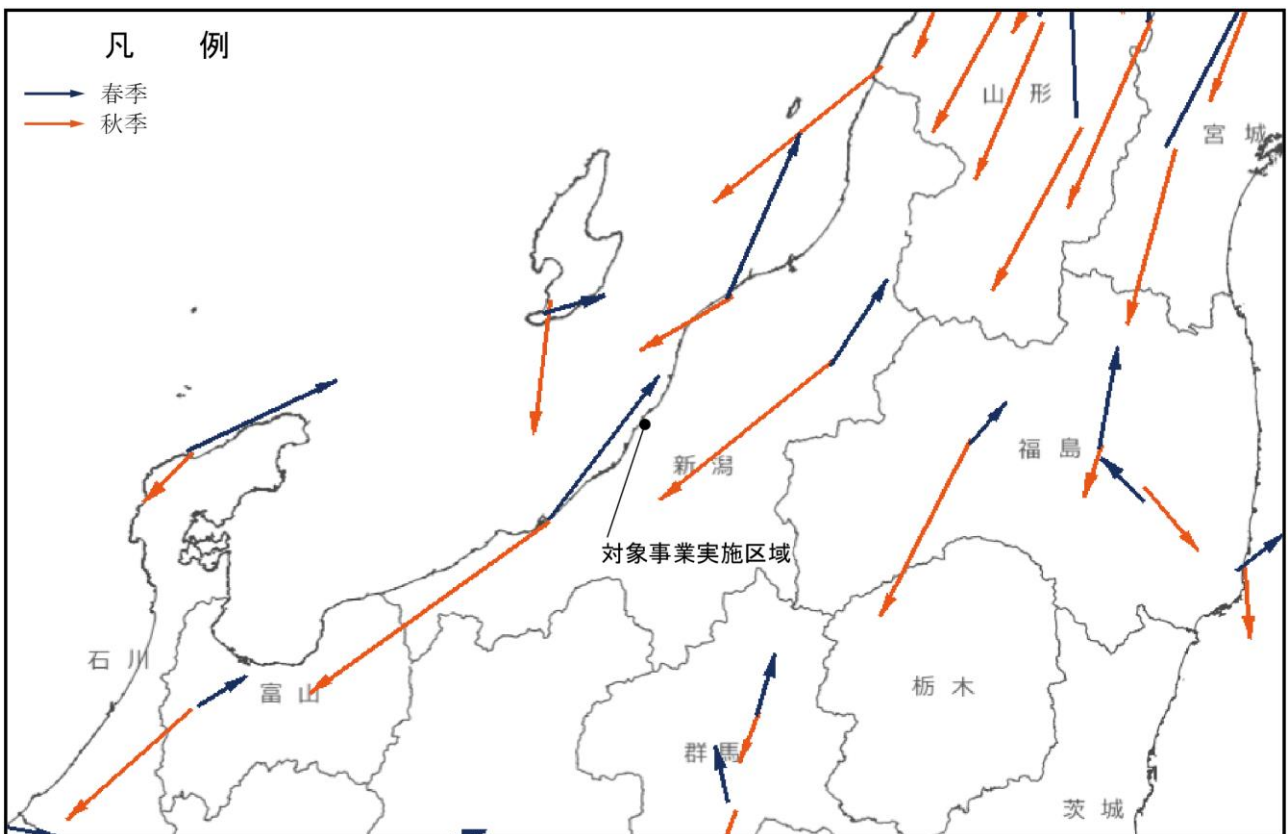 凡 例
春季
秋季
山 形
宮 城
新 潟
福 島
対象事業実施区域
石 川
富 山
栃 木
群 馬
茨 城